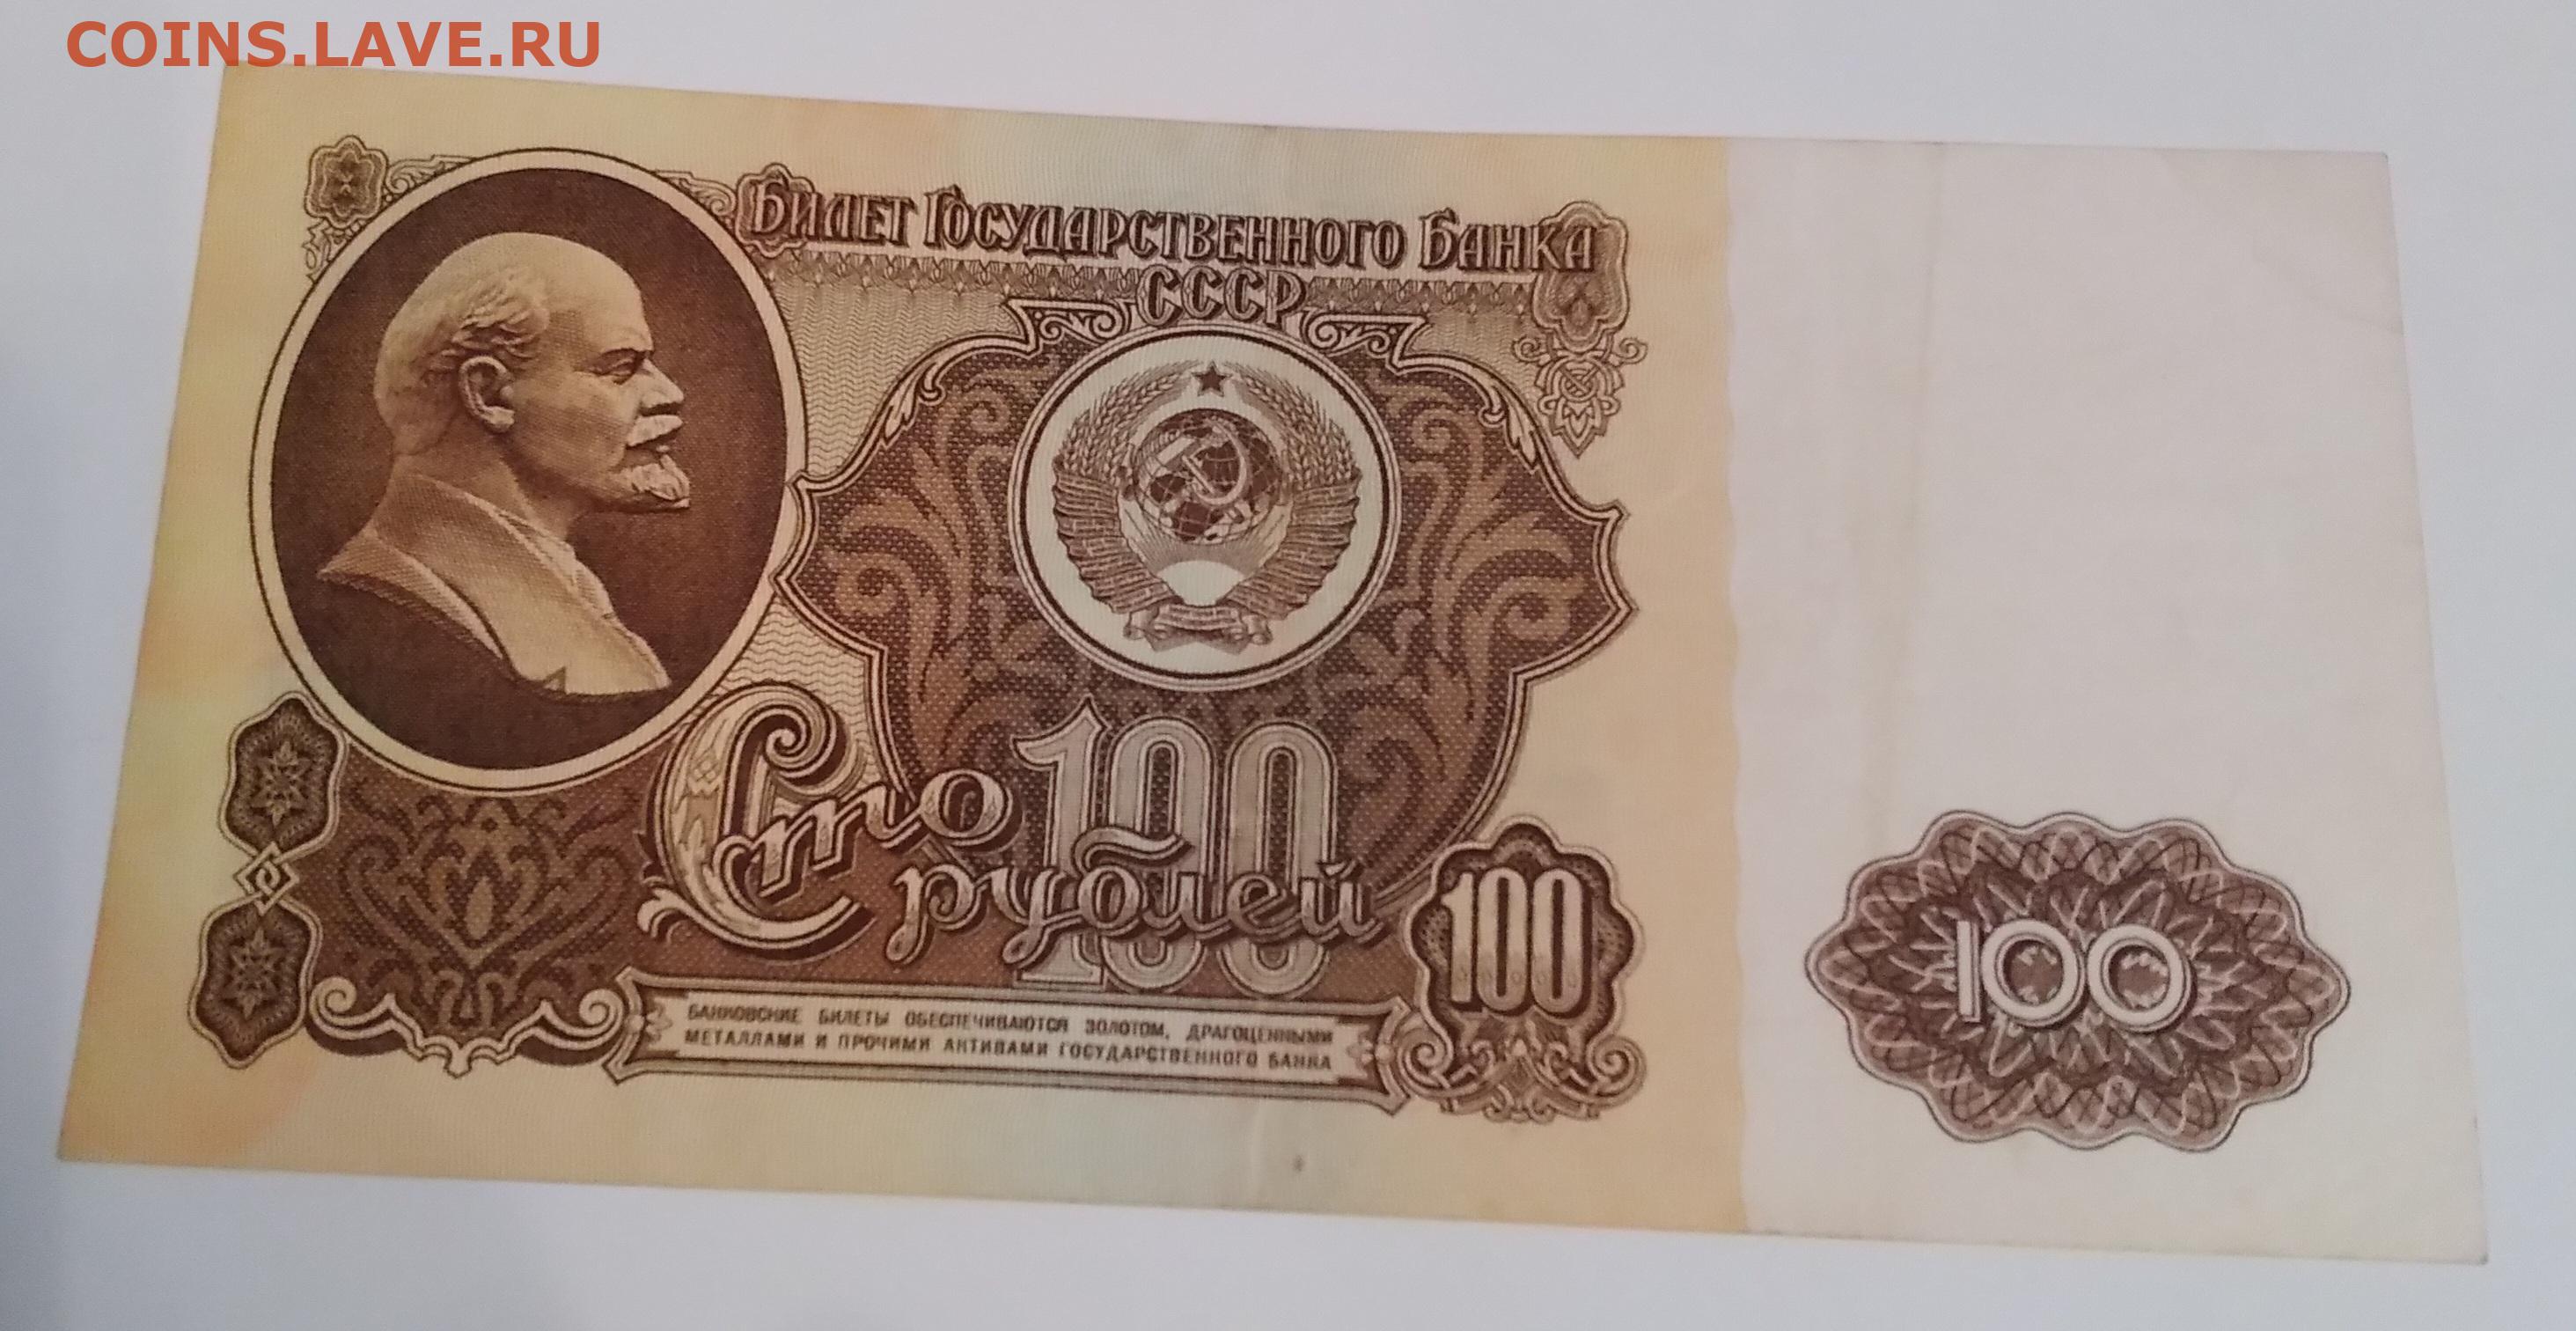 COINS.LAVE.RU
Билет Государственного Банка
СССР
100
Сто
рублей
100
БАНКОВСКИЕ БИЛЕТЫ ОБЕСПЕЧИВАЮТСЯ ЗОЛОТОМ, ДРАГОЦЕННЫМИ
МЕТАЛЛАМИ И ПРОЧИМИ АКТИВАМИ ГОСУДАРСТВЕННОГО БАНКА
100